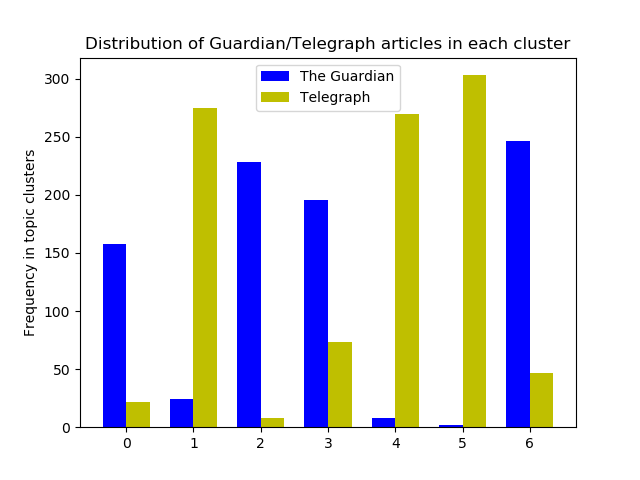 Distribution of Guardian/Telegraph articles in each cluster
The Guardian
Telegraph
Frequency in topic clusters
300
250
200
150
100
50
0
0 1 2 3 4 5 6